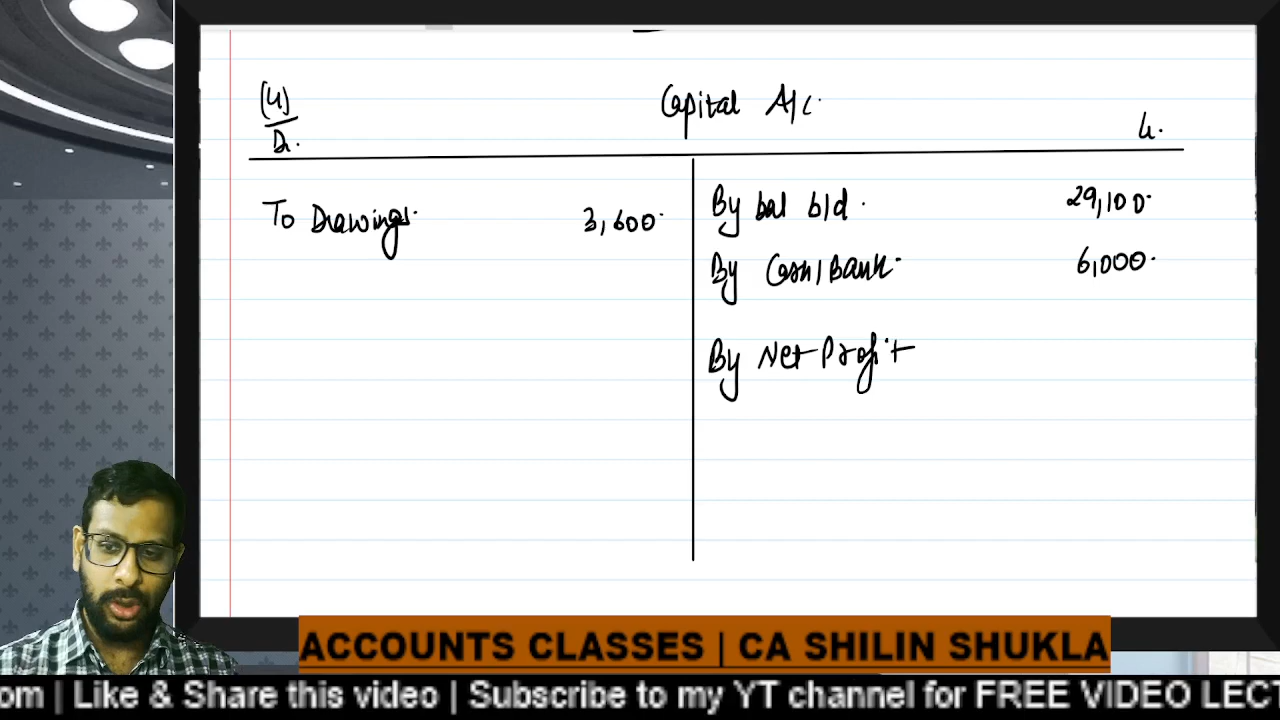 (4)
Capital A/c.
Dr.
Cr.
To Drawings.
3,600.
By bal b/d.
29,100.
By Cash/Bank.
6,000.
By Net Profit
ACCOUNTS CLASSES | CA SHILIN SHUKLA
om | Like & Share this video | Subscribe to my YT channel for FREE VIDEO LECT